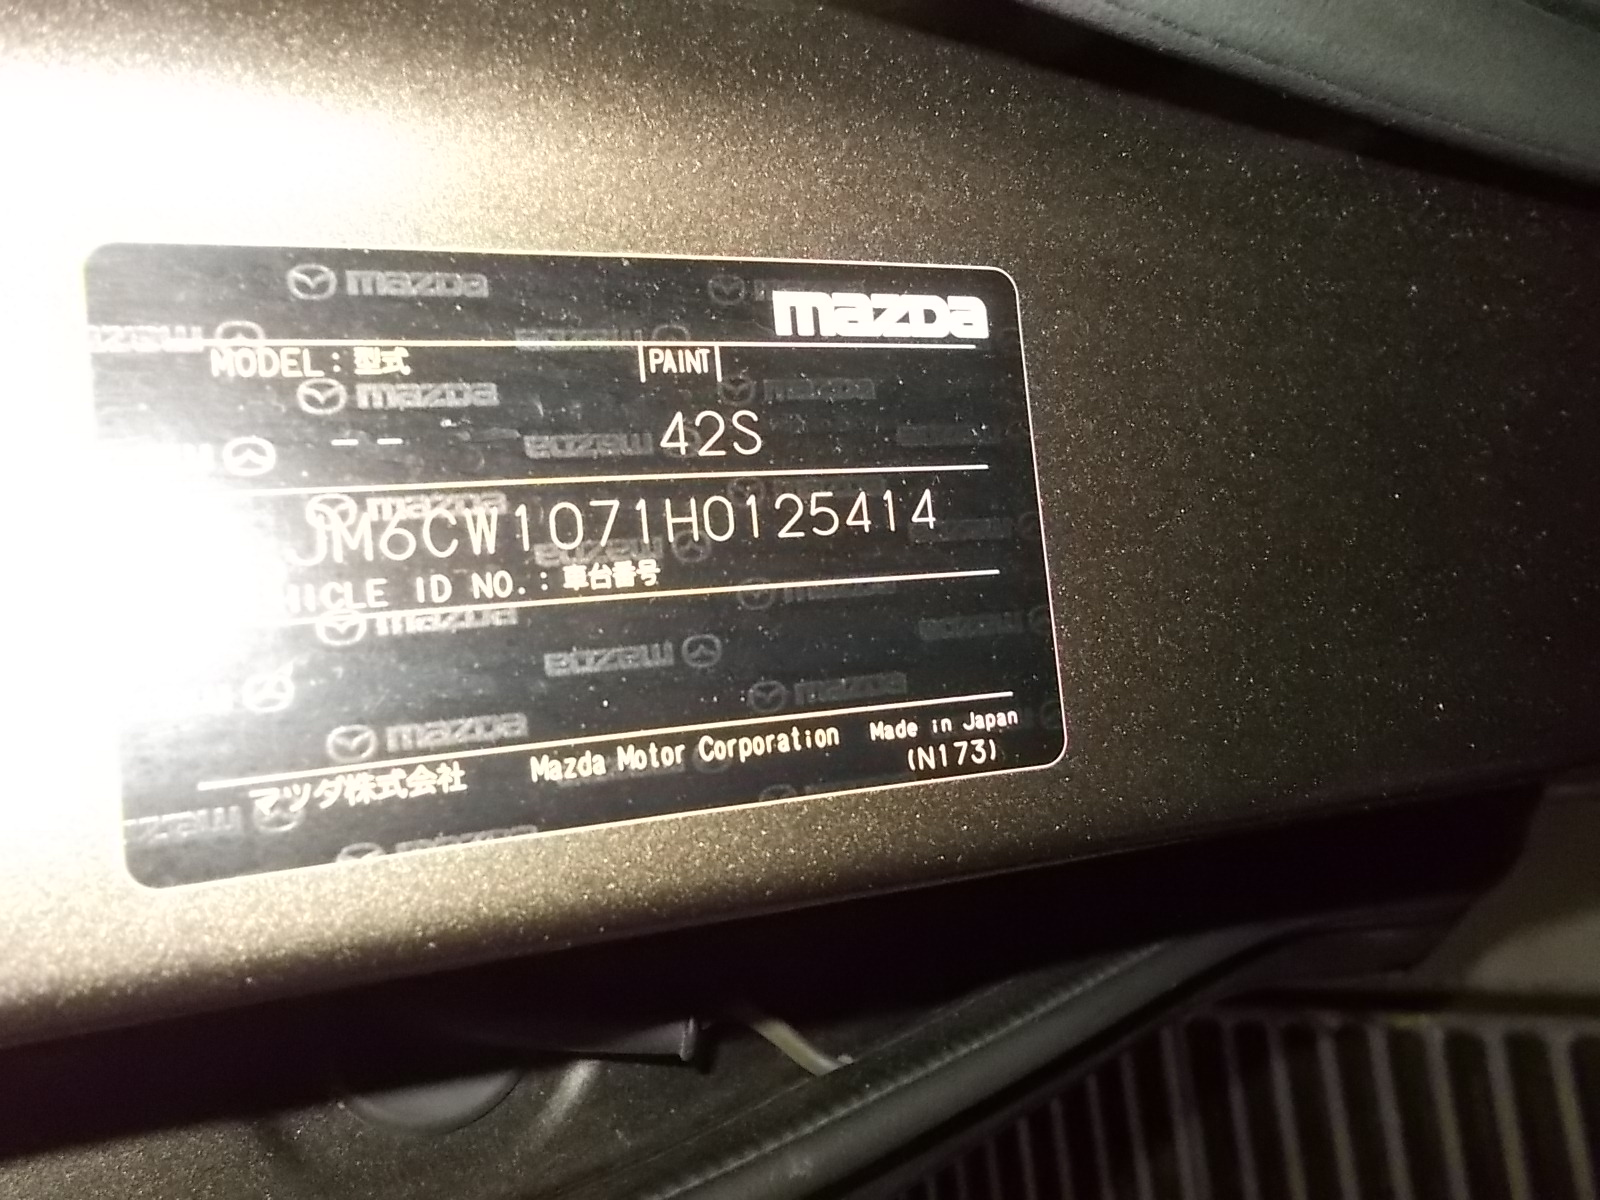 mazda
MODEL : 型式 PAINT
-- 42S
JM6CW1071H0125414
HICLE ID NO. : 車台番号
マツダ株式会社 Mazda Motor Corporation Made in Japan
(N173)